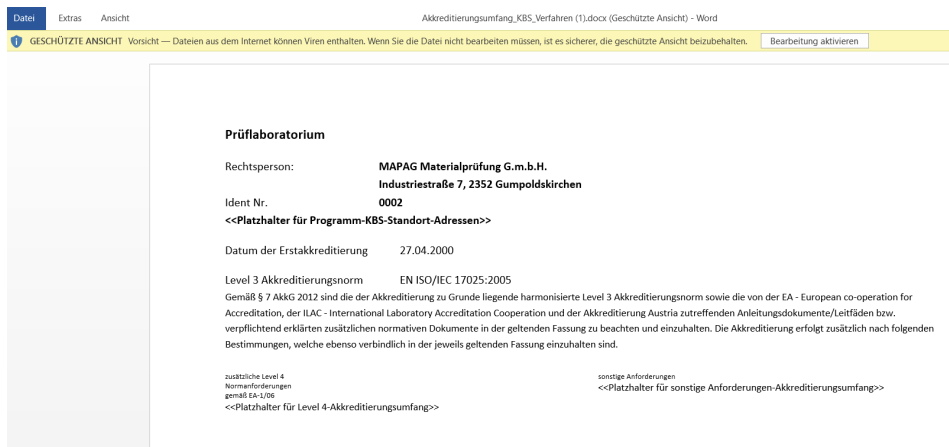 Datei Extras Ansicht Akkreditierungsumfang_KBS_Verfahren (1).docx (Geschützte Ansicht) - Word
GESCHÜTZTE ANSICHT Vorsicht — Dateien aus dem Internet können Viren enthalten. Wenn Sie die Datei nicht bearbeiten müssen, ist es sicherer, die geschützte Ansicht beizubehalten. Bearbeitung aktivieren
Prüflaboratorium
Rechtsperson: MAPAG Materialprüfung G.m.b.H.
Industriestraße 7, 2352 Gumpoldskirchen
Ident Nr. 0002
<<Platzhalter für Programm-KBS-Standort-Adressen>>
Datum der Erstakkreditierung 27.04.2000
Level 3 Akkreditierungsnorm EN ISO/IEC 17025:2005
Gemäß § 7 AkkG 2012 sind die der Akkreditierung zu Grunde liegende harmonisierte Level 3 Akkreditierungsnorm sowie die von der EA - European co-operation for
Accreditation, der ILAC - International Laboratory Accreditation Cooperation und der Akkreditierung Austria zutreffenden Anleitungsdokumente/Leitfäden bzw.
verpflichtend erklärten zusätzlichen normativen Dokumente in der geltenden Fassung zu beachten und einzuhalten. Die Akkreditierung erfolgt zusätzlich nach folgenden
Bestimmungen, welche ebenso verbindlich in der jeweils geltenden Fassung einzuhalten sind.
zusätzliche Level 4
Normanforderungen
gemäß EA-1/06
<<Platzhalter für Level 4-Akkreditierungsumfang>>
sonstige Anforderungen
<<Platzhalter für sonstige Anforderungen-Akkreditierungsumfang>>